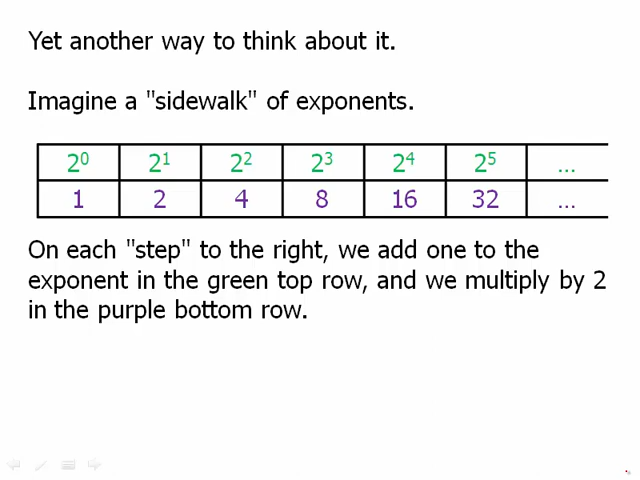 Yet another way to think about it.
Imagine a "sidewalk" of exponents.
2⁰ 2¹ 2² 2³ 2⁴ 2⁵ ...
1 2 4 8 16 32 ...
On each "step" to the right, we add one to the
exponent in the green top row, and we multiply by 2
in the purple bottom row.